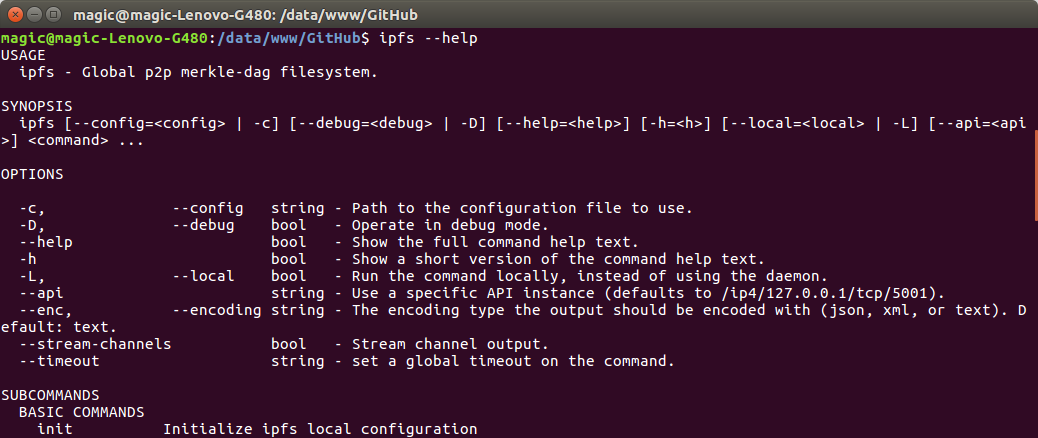 magic@magic-Lenovo-G480: /data/www/GitHub
magic@magic-Lenovo-G480:/data/www/GitHub$ ipfs --help
USAGE
  ipfs - Global p2p merkle-dag filesystem.

SYNOPSIS
  ipfs [--config=<config> | -c] [--debug=<debug> | -D] [--help=<help>] [-h=<h>] [--local=<local> | -L] [--api=<api
>] <command> ...

OPTIONS

  -c,              --config   string - Path to the configuration file to use.
  -D,              --debug    bool   - Operate in debug mode.
  --help                      bool   - Show the full command help text.
  -h                          bool   - Show a short version of the command help text.
  -L,              --local    bool   - Run the command locally, instead of using the daemon.
  --api                       string - Use a specific API instance (defaults to /ip4/127.0.0.1/tcp/5001).
  --enc,           --encoding string - The encoding type the output should be encoded with (json, xml, or text). D
efault: text.
  --stream-channels           bool   - Stream channel output.
  --timeout                   string - set a global timeout on the command.

SUBCOMMANDS
  BASIC COMMANDS
    init          Initialize ipfs local configuration